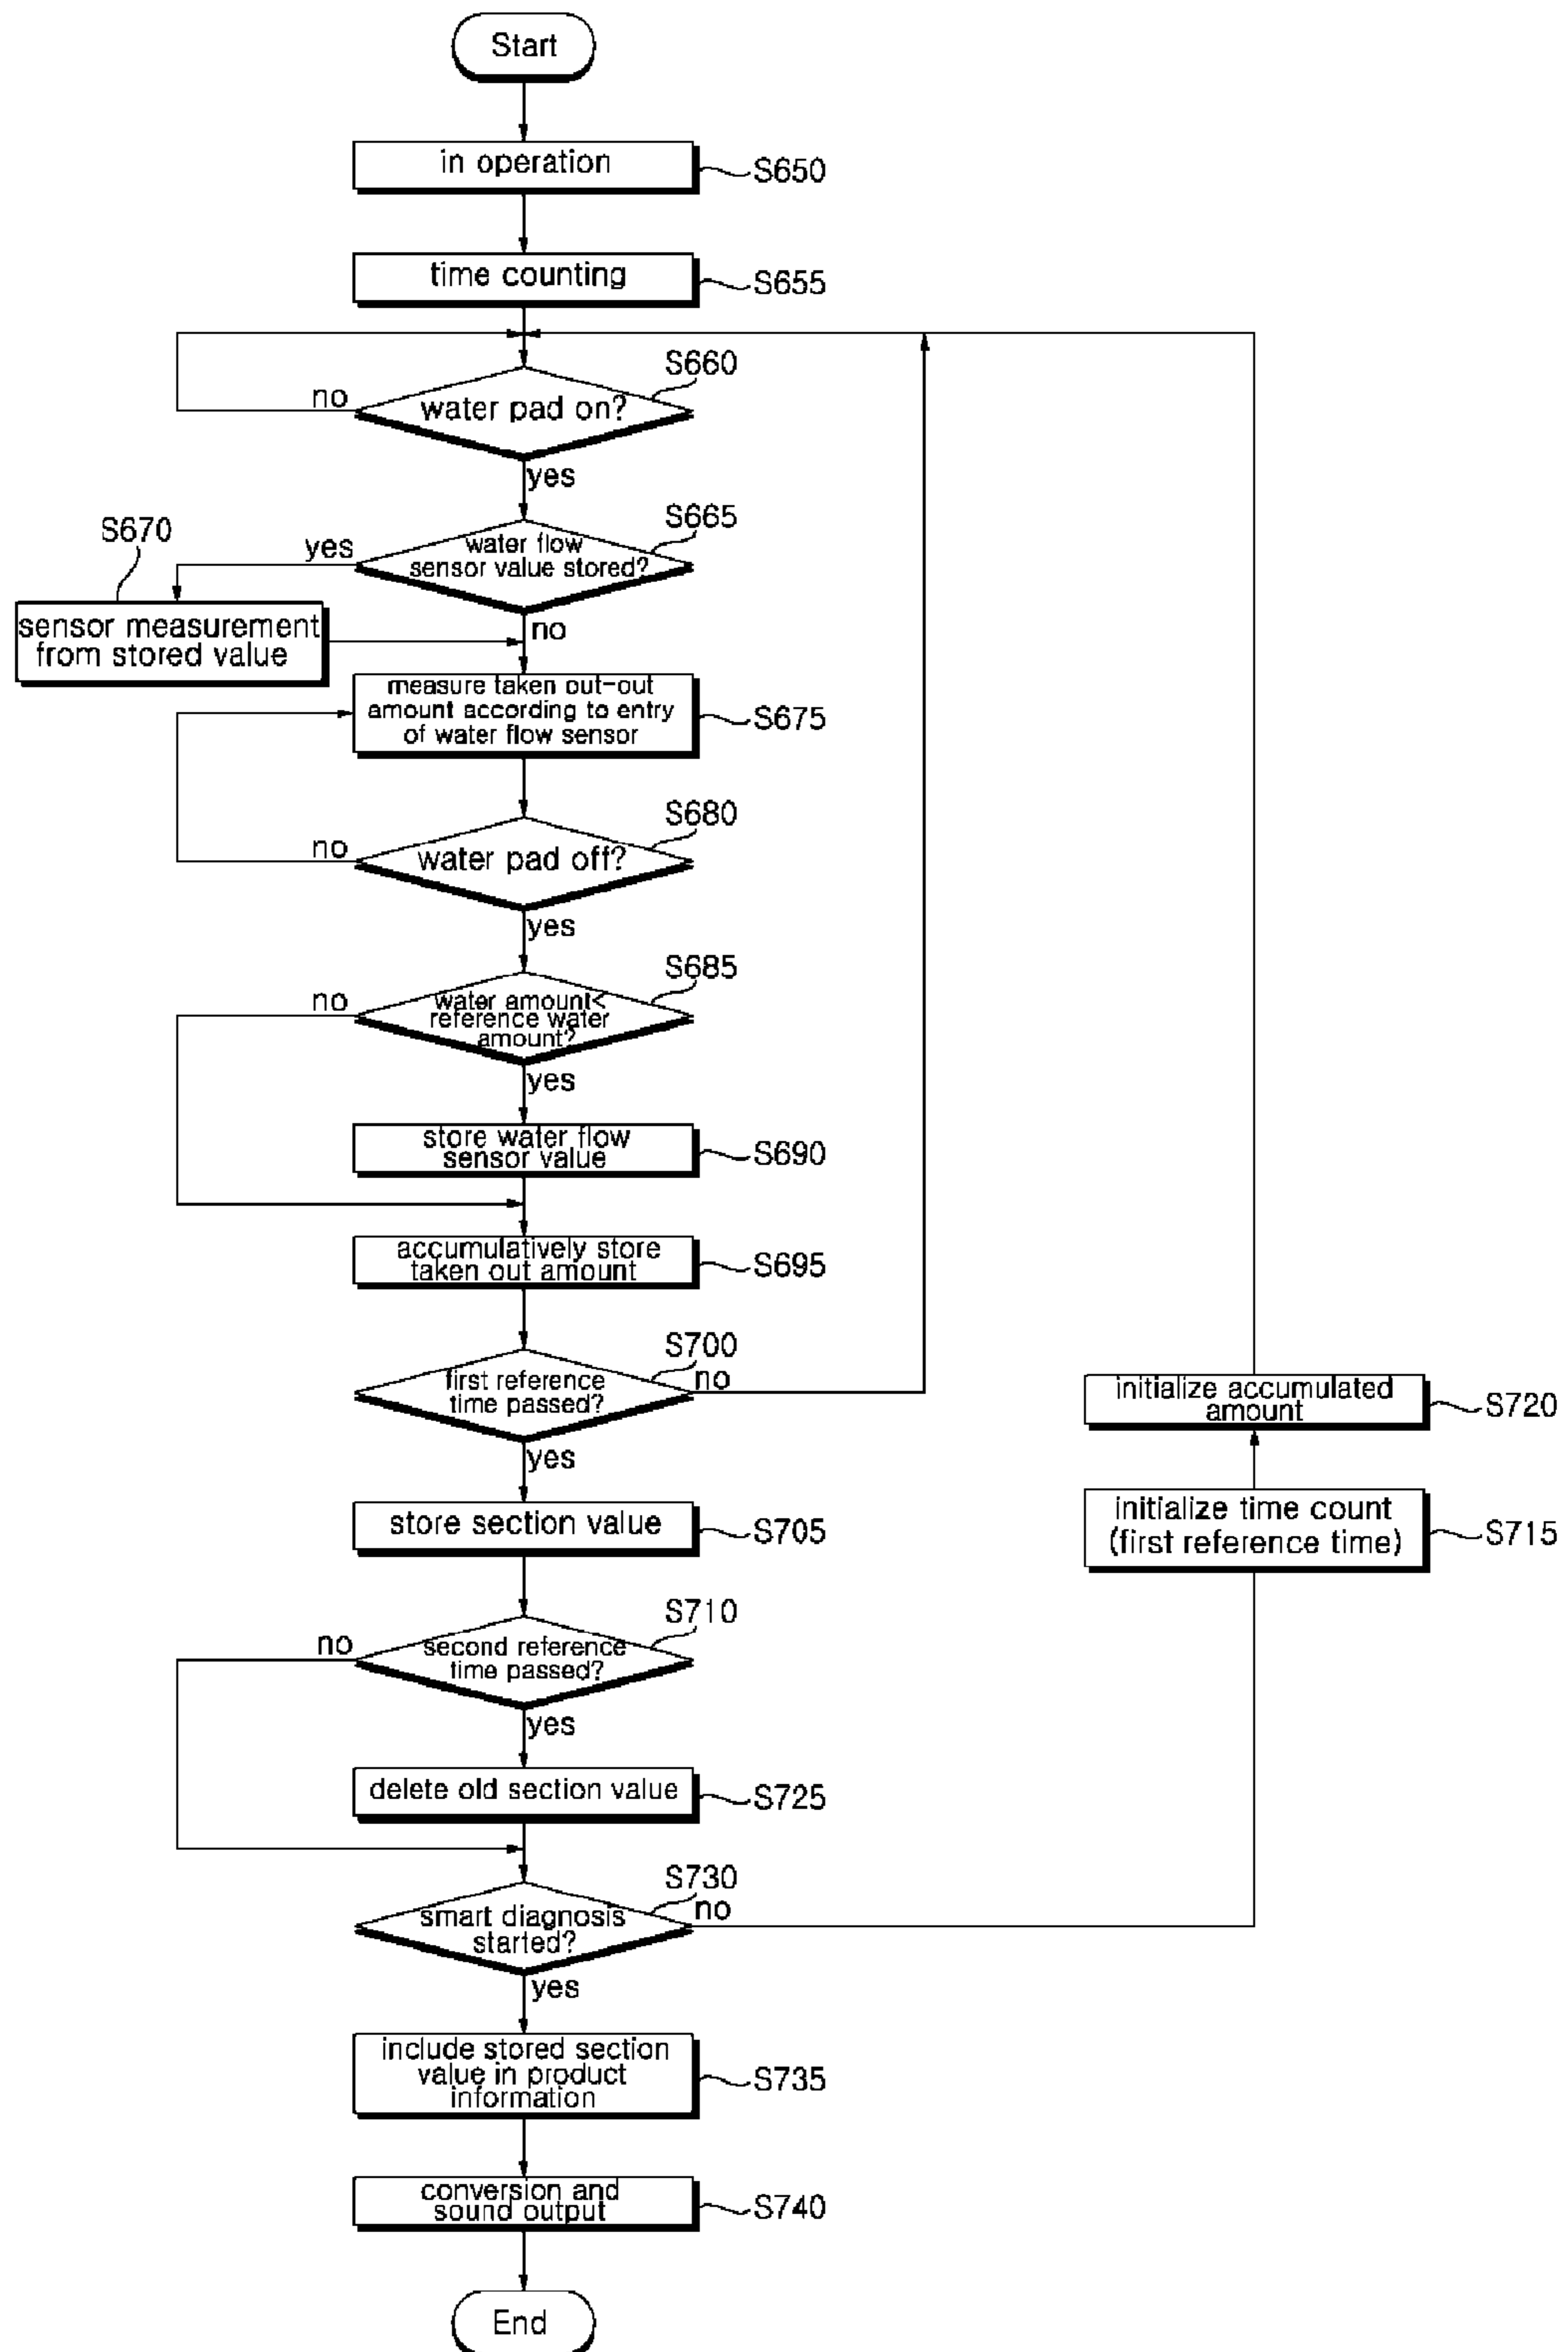 Start
in operation
S650
time counting
S655
S660
no
water pad on?
yes
S665
S670
yes
water flow
sensor value stored?
sensor measurement
from stored value
no
measure taken out-out
amount according to entry
of water flow sensor
S675
S680
no
water pad off?
yes
S685
no
water amount<
reference water
amount?
yes
store water flow
sensor value
S690
accumulatively store
taken out amount
S695
S700
first reference
time passed?
no
initialize accumulated
amount
S720
yes
store section value
S705
initialize time count
(first reference time)
S715
S710
no
second reference
time passed?
yes
delete old section value
S725
S730
no
smart diagnosis
started?
yes
include stored section
value in product
information
S735
conversion and
sound output
S740
End